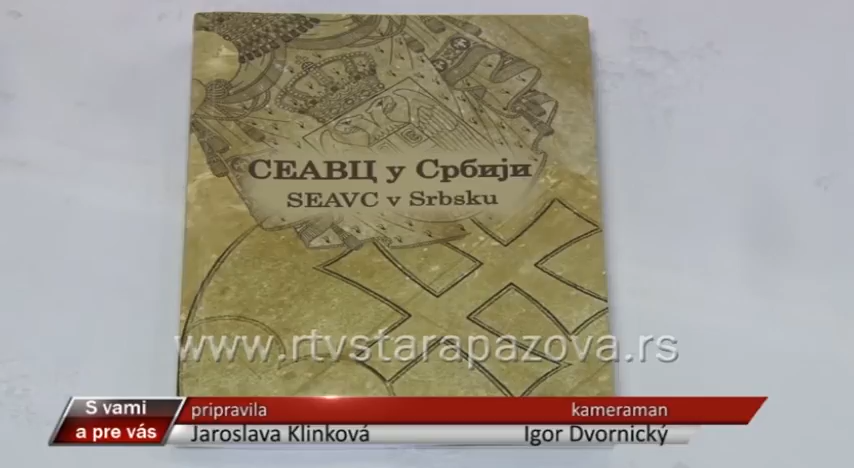 СЕАВЦ у Србији
SEAVC v Srbsku
www.rtvstarapazova.rs
S vami
a pre vás
pripravila
kameraman
Jaroslava Klinková
Igor Dvornický